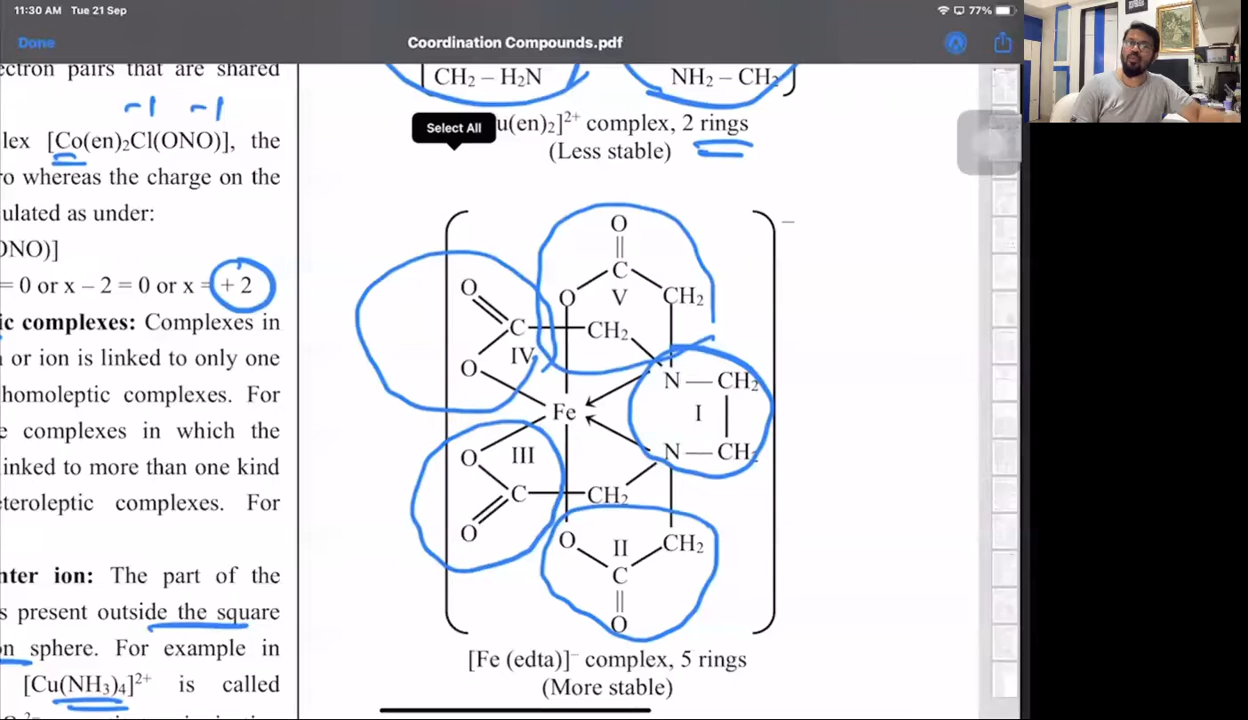 11:30 AM Tue 21 Sep
77%
Done
Coordination Compounds.pdf
ectron pairs that are shared
−1 −1
lex [Co(en)₂Cl(ONO)], the
o whereas the charge on the
ulated as under:
ONO)]
= 0 or x – 2 = 0 or x = + 2
ic complexes: Complexes in
or ion is linked to only one
homoleptic complexes. For
e complexes in which the
inked to more than one kind
teroleptic complexes. For
nter ion: The part of the
s present outside the square
on sphere. For example in
[Cu(NH₃)₄]²⁺ is called
CH2 – H2N NH2 – CH2
Select All
u(en)₂]²⁺ complex, 2 rings
(Less stable)
–
O
C
O V CH₂
O
C CH₂
IV
O
N CH₂
Fe I
N CH₂
O III
C CH₂
O
O II CH₂
C
O
[Fe (edta)]⁻ complex, 5 rings
(More stable)